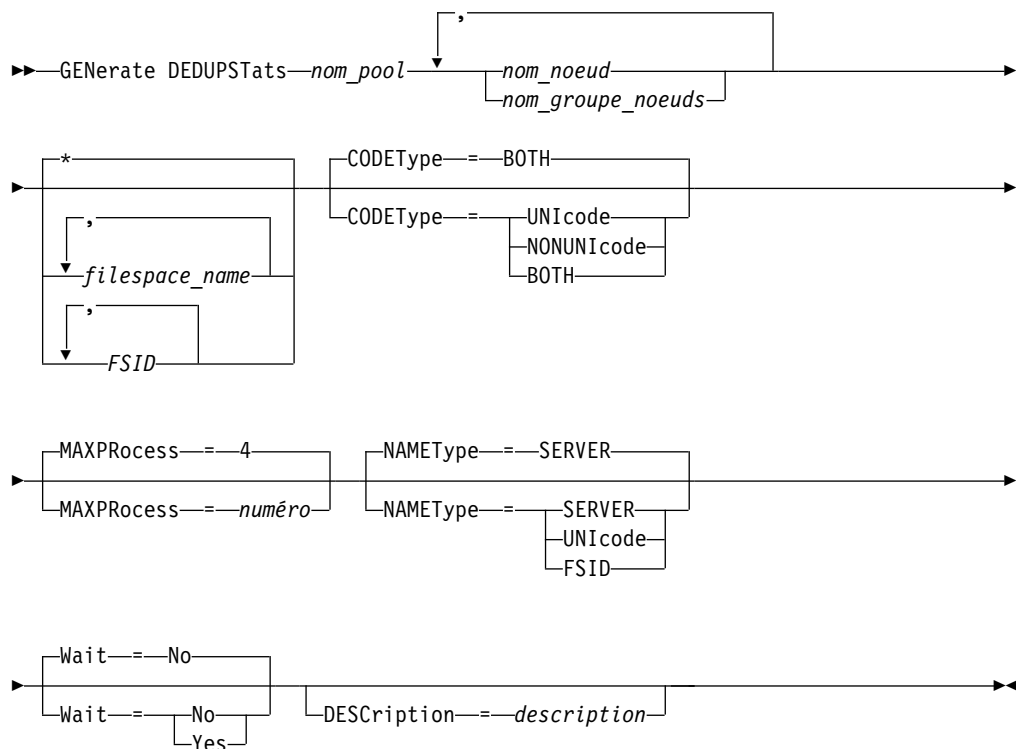 ,
GENerate DEDUPSTats nom_pool nom_noeud
nom_groupe_noeuds
* CODEType = BOTH
, CODEType = UNIcode
NONUNIcode
filespace_name BOTH
,
FSID
MAXPRocess = 4 NAMEType = SERVER
MAXPRocess = numéro NAMEType = SERVER
UNIcode
FSID
Wait = No
Wait = No DESCription = description
Yes